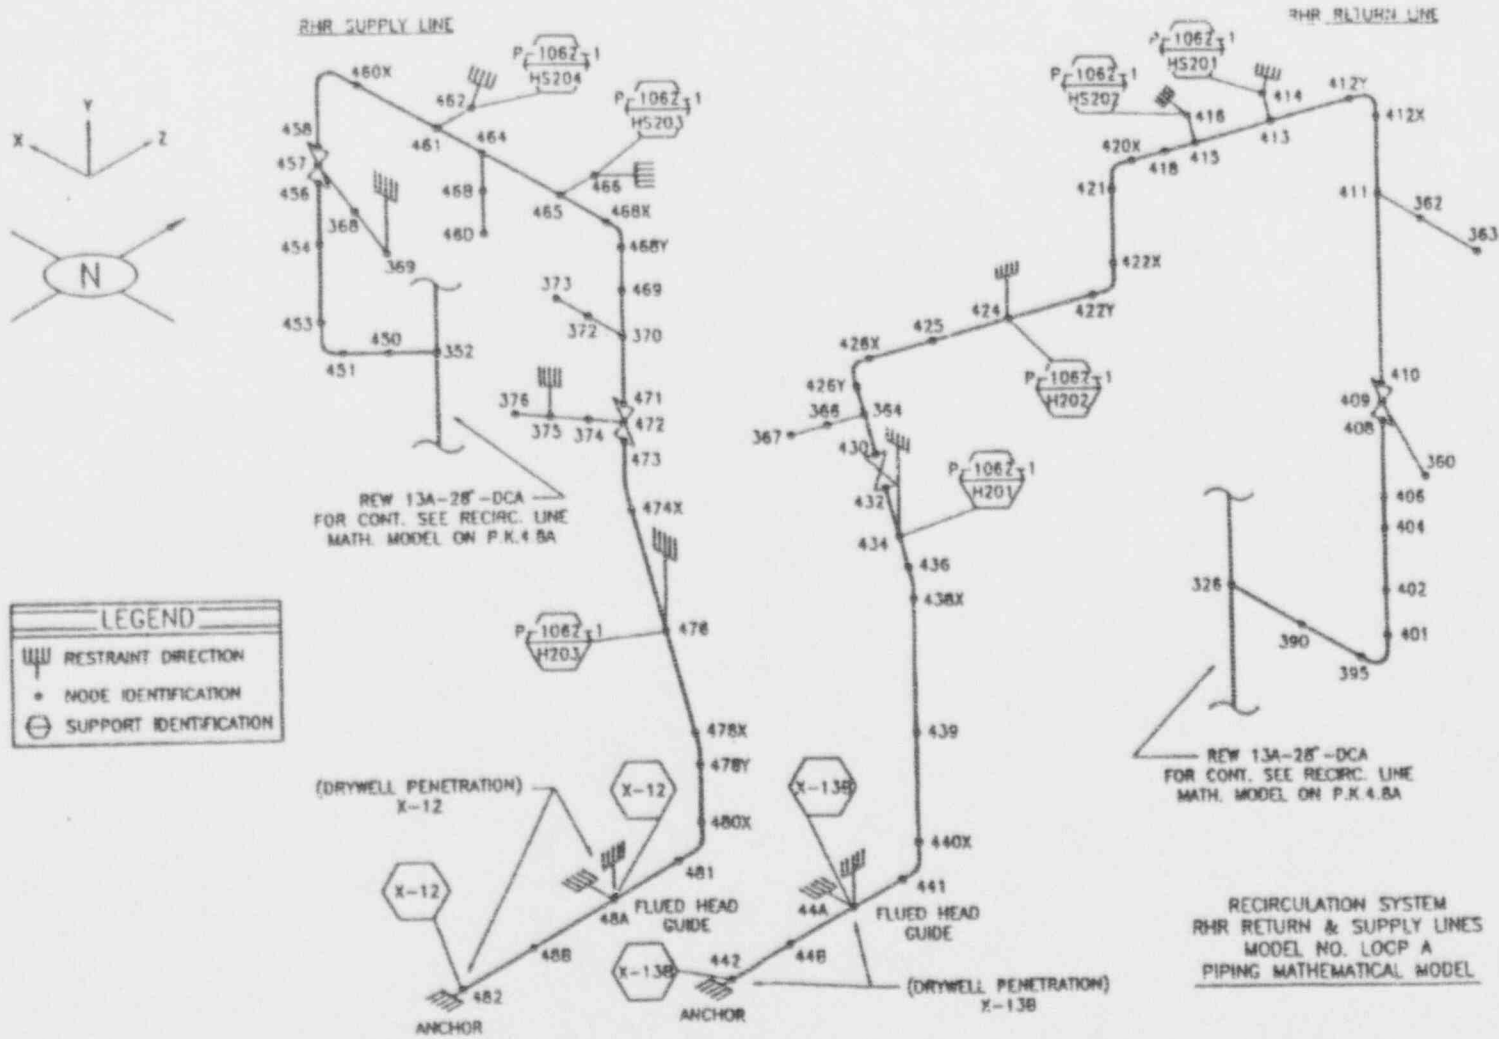 RHR SUPPLY LINE
RHR RETURN LINE
460X
462
P-1062-1
HS204
P-1062-1
HS203
458
457
456
461
464
466
465
468
460
468X
468Y
469
368
369
454
453
451
450
352
373
372
370
376
375
374
471
472
473
474X
476
P-1062-1
H203
478X
478Y
480X
481
X
Y
Z
N
REW 13A-28"-DCA
FOR CONT. SEE RECIRC. LINE
MATH. MODEL ON P.K.4.8A
LEGEND
RESTRAINT DIRECTION
NODE IDENTIFICATION
SUPPORT IDENTIFICATION
(DRYWELL PENETRATION)
X-12
X-12
X-12
48A
FLUED HEAD
GUIDE
48B
482
ANCHOR
P-1062-1
HS201
P-1062-1
HS202
416
414
412Y
412X
413
415
418
420X
421
422X
422Y
411
362
363
424
425
428X
426Y
P-1062-1
H202
364
366
367
430
432
434
P-1062-1
H201
436
438X
439
440X
441
410
409
408
360
406
404
402
401
395
390
326
REW 13A-28"-DCA
FOR CONT. SEE RECIRC. LINE
MATH. MODEL ON P.K.4.8A
X-13B
44A
FLUED HEAD
GUIDE
44B
442
X-13B
ANCHOR
(DRYWELL PENETRATION)
X-13B
RECIRCULATION SYSTEM
RHR RETURN & SUPPLY LINES
MODEL NO. LOOP A
PIPING MATHEMATICAL MODEL